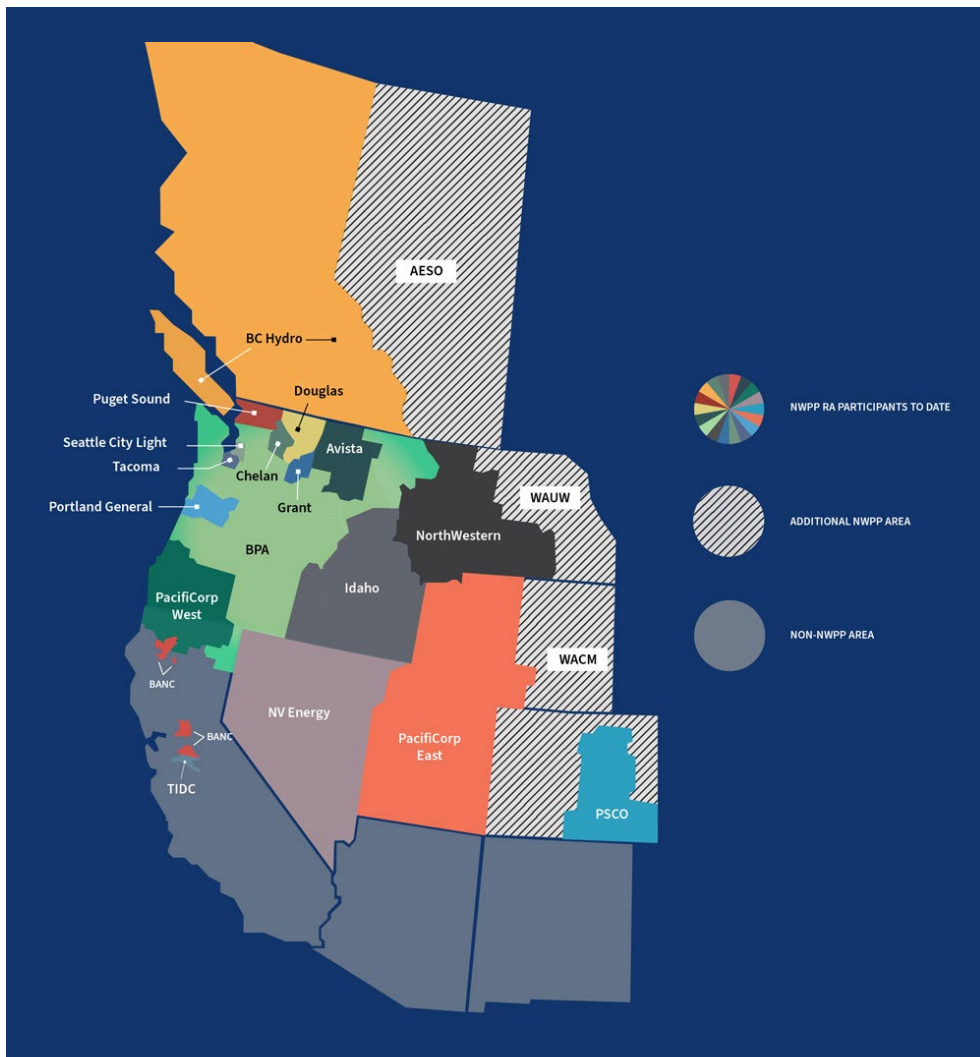 AESO
BC Hydro
Douglas
Puget Sound
Avista
Seattle City Light
Tacoma
Chelan
Grant
Portland General
BPA
NorthWestern
WAUW
Idaho
PacifiCorp
West
BANC
WACM
NV Energy
BANC
PacifiCorp
East
TIDC
PSCO
NWPP RA PARTICIPANTS TO DATE
ADDITIONAL NWPP AREA
NON-NWPP AREA